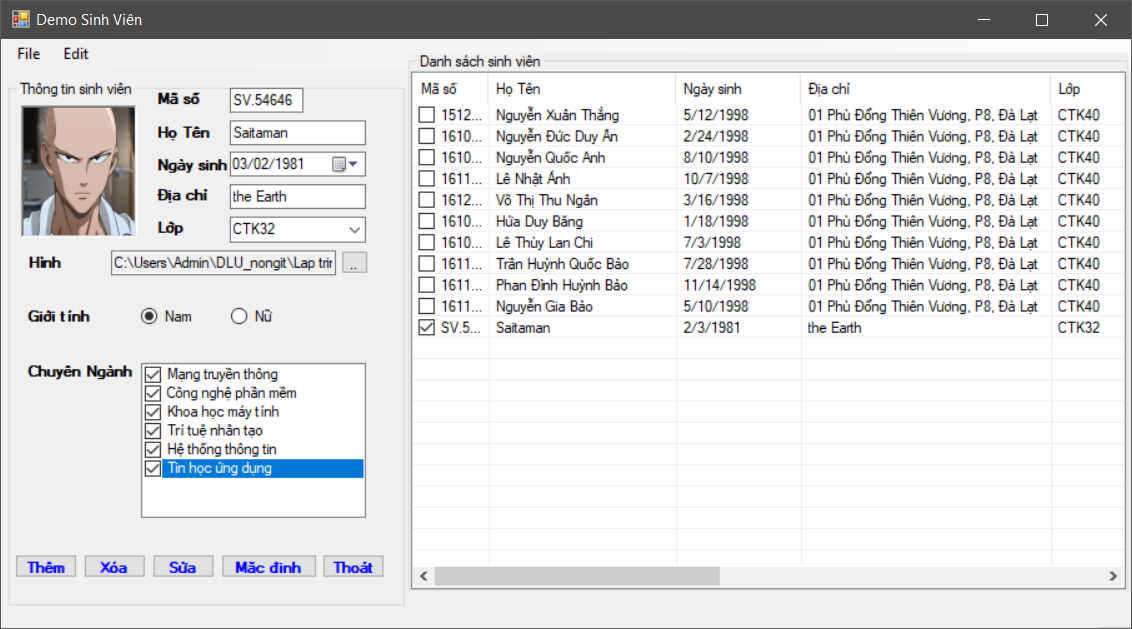 Demo Sinh Viên
File Edit
Thông tin sinh viên
Mã số SV.54646
Họ Tên Saitaman
Ngày sinh 03/02/1981
Địa chỉ the Earth
Lớp CTK32
Hình C:\Users\Admin\DLU_nongit\Lap trir ..
Giới tính Nam Nữ
Chuyên Ngành Mạng truyền thông
Công nghệ phần mềm
Khoa học máy tính
Trí tuệ nhân tạo
Hệ thống thông tin
Tin học ứng dụng
Thêm Xóa Sửa Mặc định Thoát
Danh sách sinh viên
Mã số Họ Tên Ngày sinh Địa chỉ Lớp
1512... Nguyễn Xuân Thắng 5/12/1998 01 Phù Đổng Thiên Vương, P8, Đà Lạt CTK40
1610... Nguyễn Đức Duy Ân 2/24/1998 01 Phù Đổng Thiên Vương, P8, Đà Lạt CTK40
1610... Nguyễn Quốc Anh 8/10/1998 01 Phù Đổng Thiên Vương, P8, Đà Lạt CTK40
1611... Lê Nhật Ánh 10/7/1998 01 Phù Đổng Thiên Vương, P8, Đà Lạt CTK40
1612... Võ Thị Thu Ngân 3/16/1998 01 Phù Đổng Thiên Vương, P8, Đà Lạt CTK40
1610... Hứa Duy Băng 1/18/1998 01 Phù Đổng Thiên Vương, P8, Đà Lạt CTK40
1610... Lê Thùy Lan Chi 7/3/1998 01 Phù Đổng Thiên Vương, P8, Đà Lạt CTK40
1611... Trần Huỳnh Quốc Bảo 7/28/1998 01 Phù Đổng Thiên Vương, P8, Đà Lạt CTK40
1611... Phan Đình Huỳnh Bảo 11/14/1998 01 Phù Đổng Thiên Vương, P8, Đà Lạt CTK40
1611... Nguyễn Gia Bảo 5/10/1998 01 Phù Đổng Thiên Vương, P8, Đà Lạt CTK40
SV.5... Saitaman 2/3/1981 the Earth CTK32